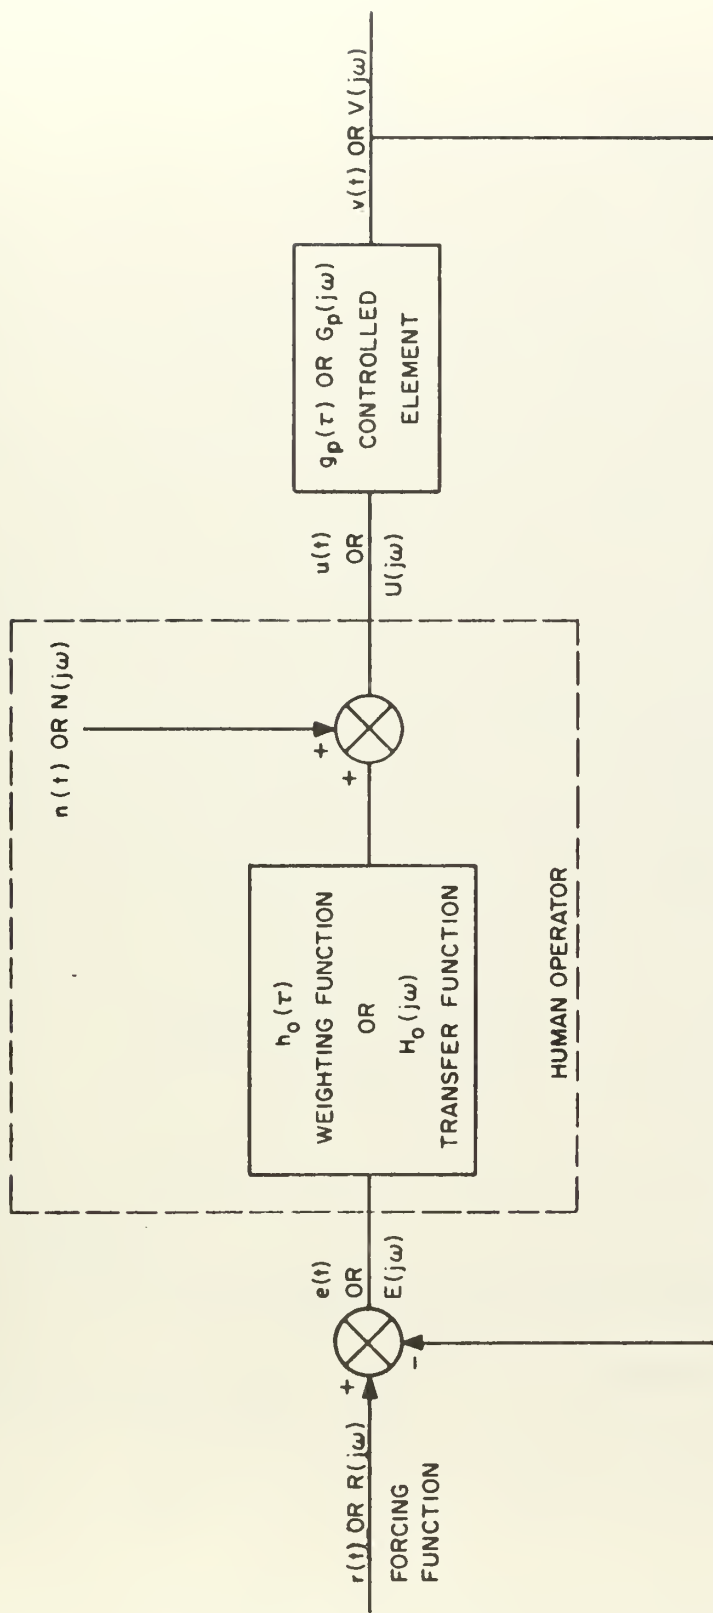 r(t) OR R(jω)
FORCING
FUNCTION
+
-
e(t)
OR
E(jω)
h₀(τ)
WEIGHTING FUNCTION
OR
H₀(jω)
TRANSFER FUNCTION
HUMAN OPERATOR
n(t) OR N(jω)
+
+
u(t)
OR
U(jω)
gₚ(τ) OR Gₚ(jω)
CONTROLLED
ELEMENT
v(t) OR V(jω)